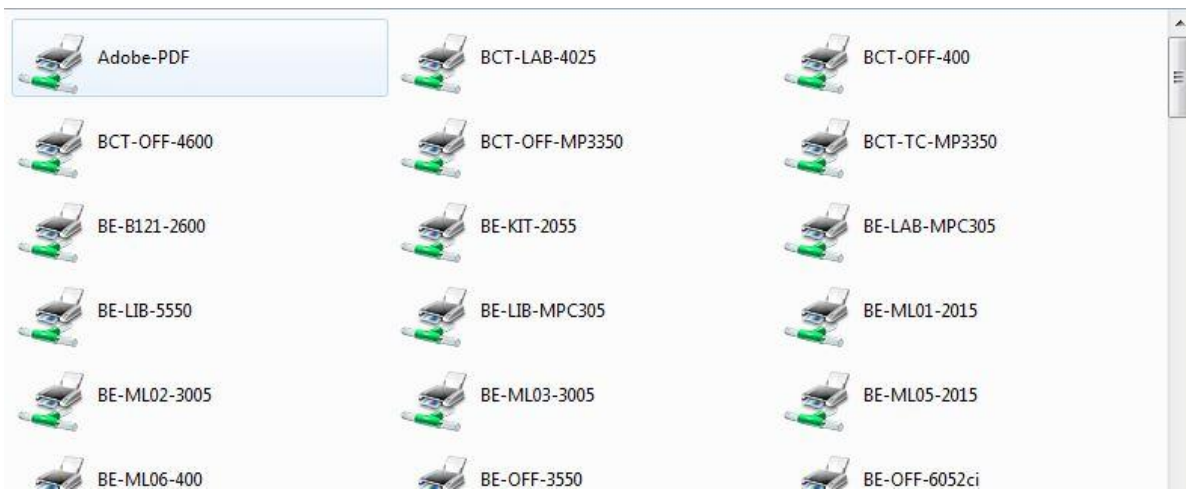 Adobe-PDF
BCT-LAB-4025
BCT-OFF-400
BCT-OFF-4600
BCT-OFF-MP3350
BCT-TC-MP3350
BE-B121-2600
BE-KIT-2055
BE-LAB-MPC305
BE-LIB-5550
BE-LIB-MPC305
BE-ML01-2015
BE-ML02-3005
BE-ML03-3005
BE-ML05-2015
BE-ML06-400
BE-OFF-3550
BE-OFF-6052ci